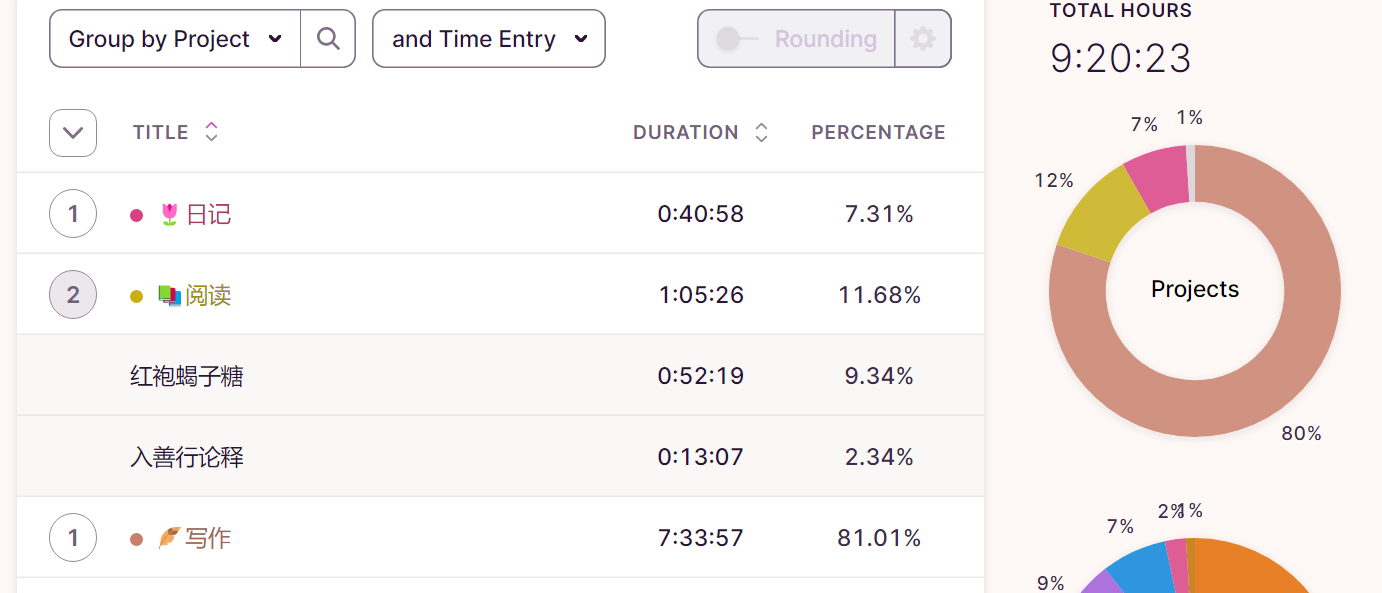 Group by Project
and Time Entry
Rounding
TOTAL HOURS
9:20:23
TITLE DURATION PERCENTAGE
1 日记 0:40:58 7.31%
2 阅读 1:05:26 11.68%
红袍蝎子糖 0:52:19 9.34%
入善行论释 0:13:07 2.34%
1 写作 7:33:57 81.01%
7% 1%
12%
Projects
80%
2% 1%
7%
9%